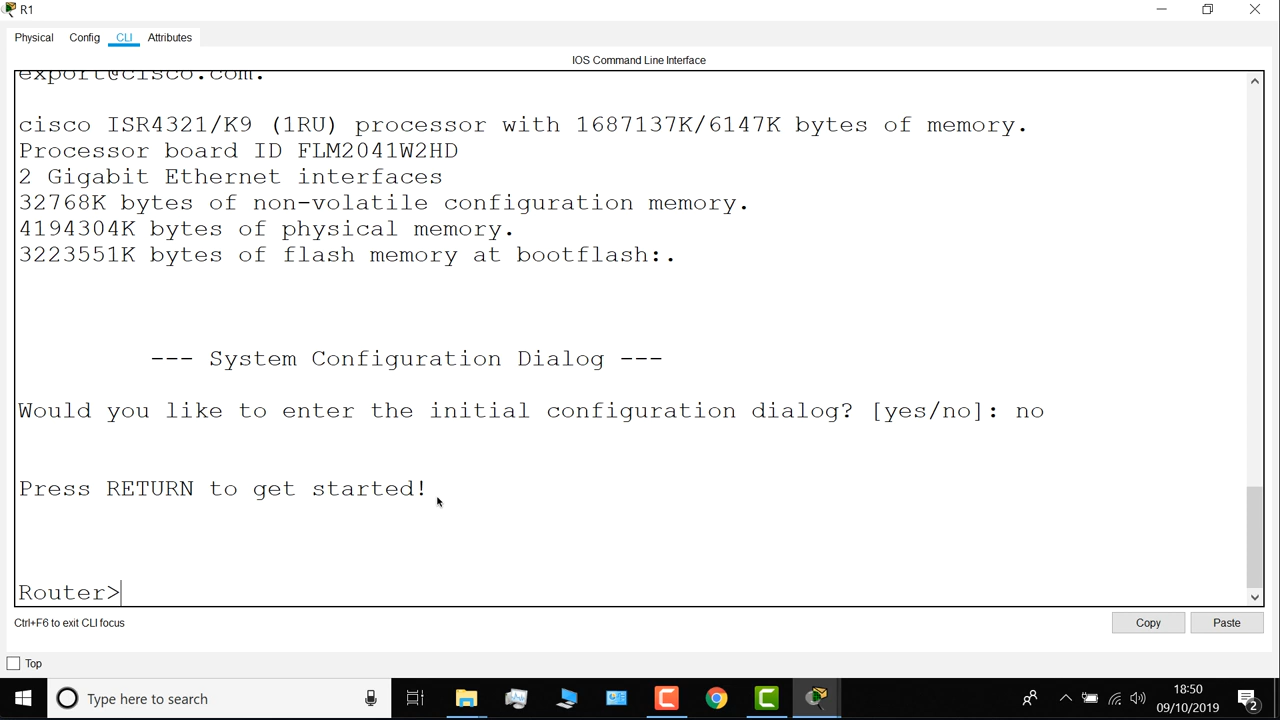 R1
Physical Config CLI Attributes
IOS Command Line Interface
export@cisco.com.
cisco ISR4321/K9 (1RU) processor with 1687137K/6147K bytes of memory.
Processor board ID FLM2041W2HD
2 Gigabit Ethernet interfaces
32768K bytes of non-volatile configuration memory.
4194304K bytes of physical memory.
3223551K bytes of flash memory at bootflash:.
--- System Configuration Dialog ---
Would you like to enter the initial configuration dialog? [yes/no]: no
Press RETURN to get started!
Router>
Ctrl+F6 to exit CLI focus
Copy Paste
Top
Type here to search
18:50
09/10/2019
2